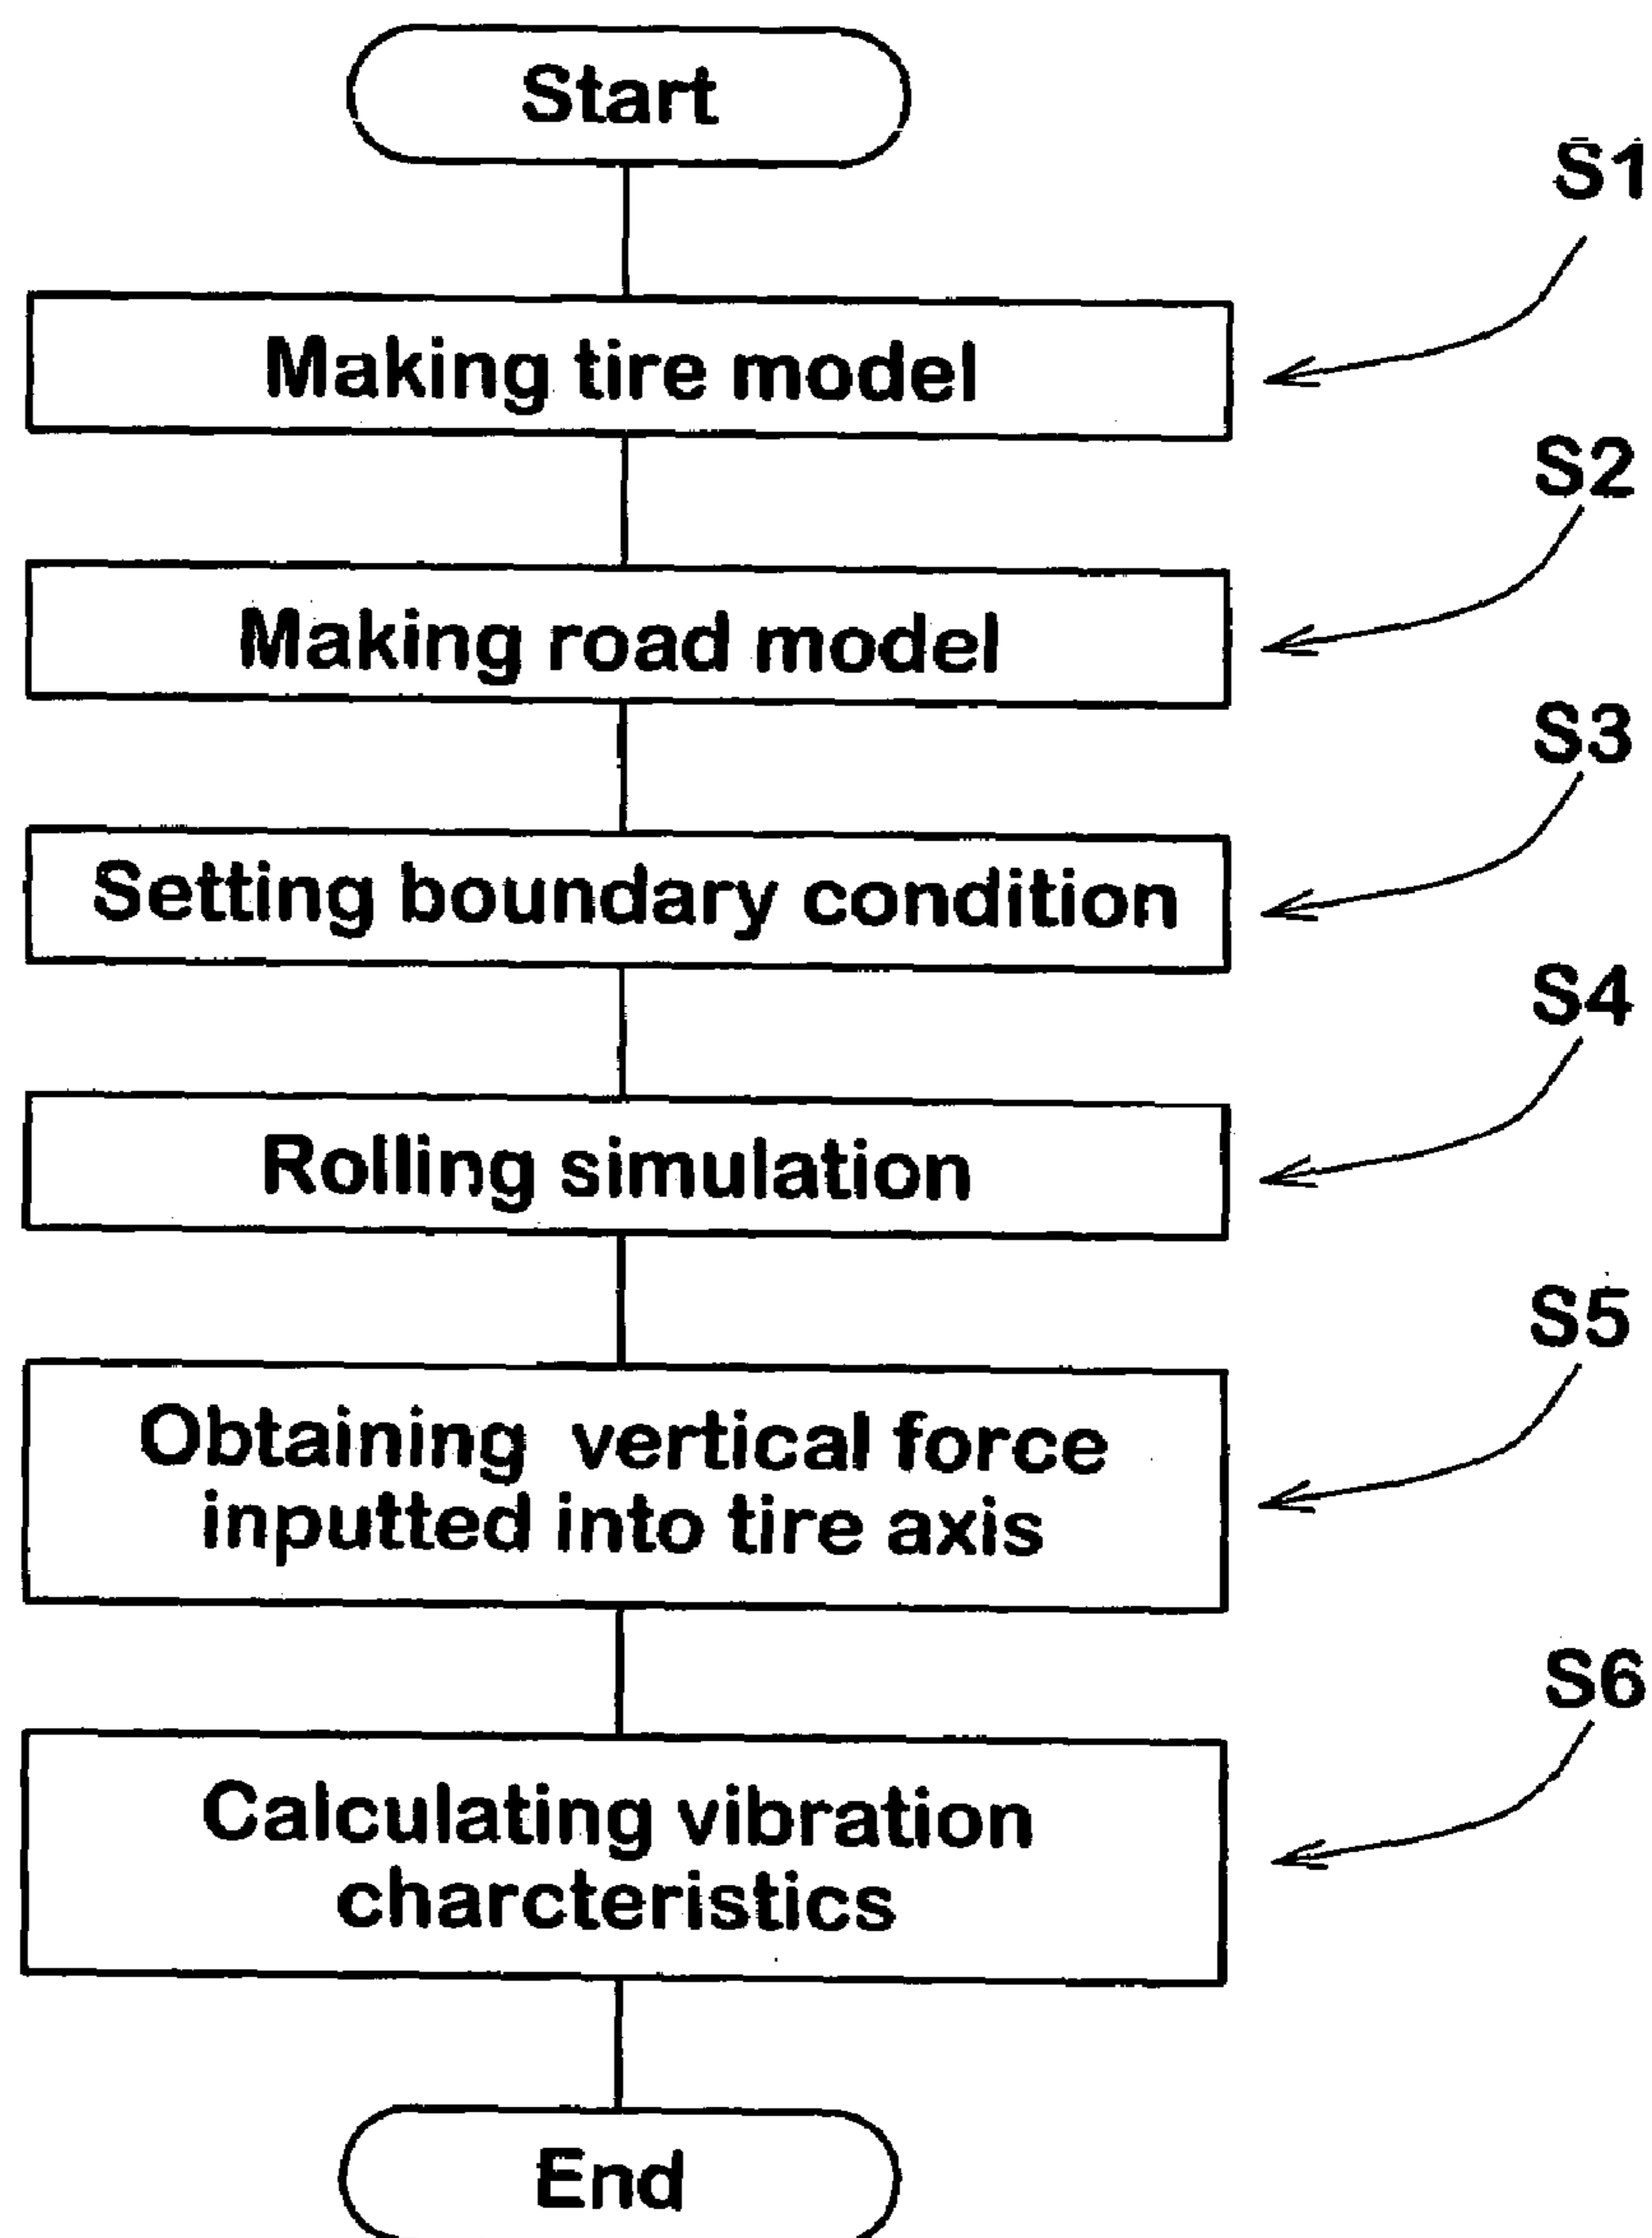 Start
S1
Making tire model
S2
Making road model
S3
Setting boundary condition
S4
Rolling simulation
S5
Obtaining vertical force
inputted into tire axis
S6
Calculating vibration
charcteristics
End